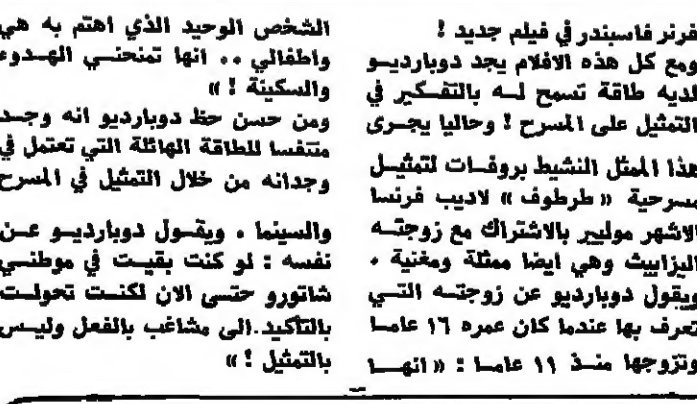 فرنر فاسبندر في فيلم جديد !
ومع كل هذه الافلام يجد دوبارديو
لديه طاقة تسمح له بالتفكير في
التمثيل على المسرح ! وحاليا يجرى
هذا الممثل النشيط بروفات لتمثيل
مسرحية « طرطوف » لاديب فرنسا
الاشهر موليير بالاشتراك مع زوجته
اليزابيث وهي ايضا ممثلة ومغنية .
ويقول دوبارديو عن زوجته التي
تعرف بها عندما كان عمره ١٦ عاما
وتزوجها منذ ١١ عاما : « انها
الشخص الوحيد الذي اهتم به هي
واطفالي .. انها تمنحني الهدوء
والسكينة ! »
ومن حسن حظ دوبارديو انه وجد
متنفسا للطاقة الهائلة التي تعتمل في
وجدانه من خلال التمثيل في المسرح
والسينما . ويقول دوبارديو عن
نفسه : لو كنت بقيت في موطني
شاتورو حتى الان لكنت تحولت
بالتأكيد.الى مشاغب بالفعل وليس
بالتمثيل ! »